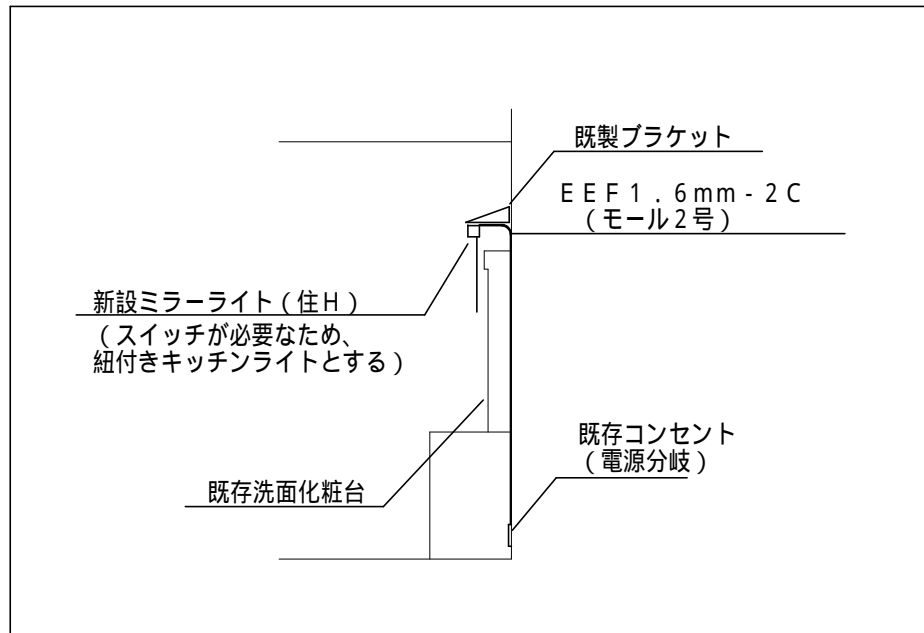 既製ブラケット
EEF1.6mm-2C
(モール2号)
新設ミラーライト(住H)
(スイッチが必要なため、
紐付きキッチンライトとする)
既存コンセント
(電源分岐)
既存洗面化粧台